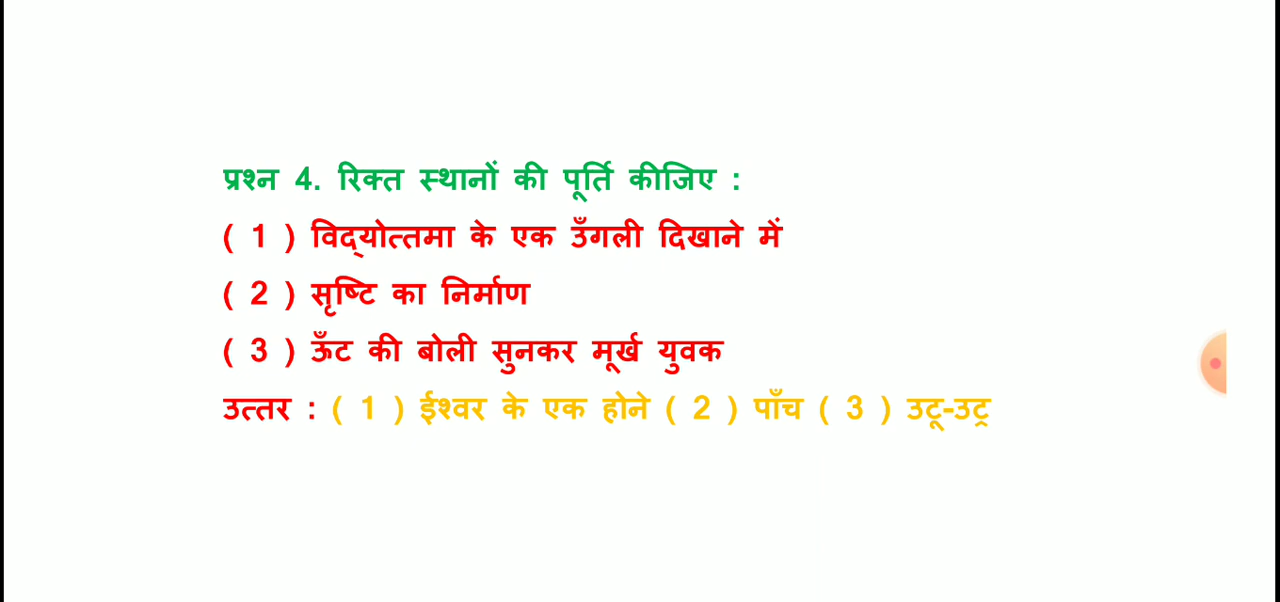 प्रश्न 4. रिक्त स्थानों की पूर्ति कीजिए :
( 1 ) विद्योत्तमा के एक उँगली दिखाने में
( 2 ) सृष्टि का निर्माण
( 3 ) ऊँट की बोली सुनकर मूर्ख युवक
उत्तर : ( 1 ) ईश्वर के एक होने ( 2 ) पाँच ( 3 ) उटू-उट्र